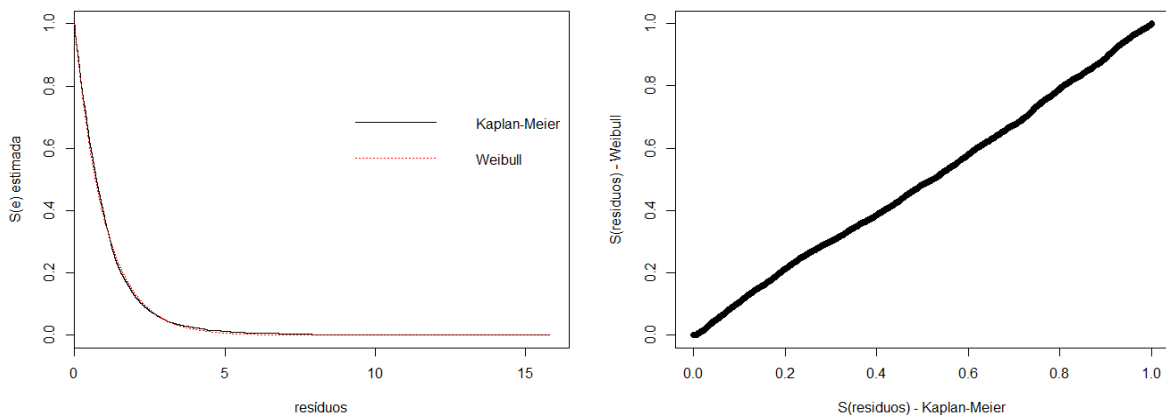 S(e) estimada
1.0
0.8
0.6
0.4
0.2
0.0
Kaplan-Meier
Weibull
0 5 10 15
resíduos
S(residuos) - Weibull
1.0
0.8
0.6
0.4
0.2
0.0
0.0 0.2 0.4 0.6 0.8 1.0
S(residuos) - Kaplan-Meier